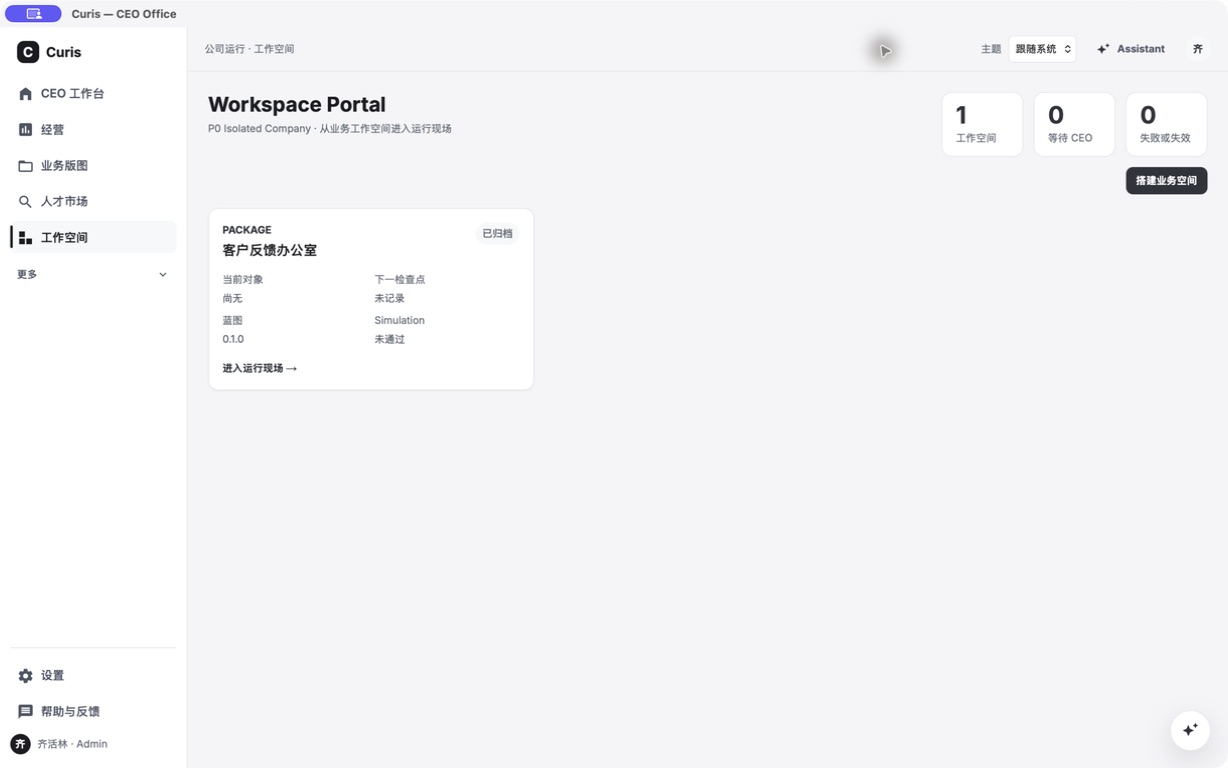 Curis — CEO Office
C Curis
CEO 工作台
经营
业务版图
人才市场
工作空间
更多
设置
帮助与反馈
齐 齐活林 · Admin
公司运行 · 工作空间
主题 跟随系统 Assistant 齐
Workspace Portal
P0 Isolated Company · 从业务工作空间进入运行现场
1
工作空间
0
等待 CEO
0
失败或失效
搭建业务空间
PACKAGE
已归档
客户反馈办公室
当前对象
尚无
下一检查点
未记录
蓝图
0.1.0
Simulation
未通过
进入运行现场 →